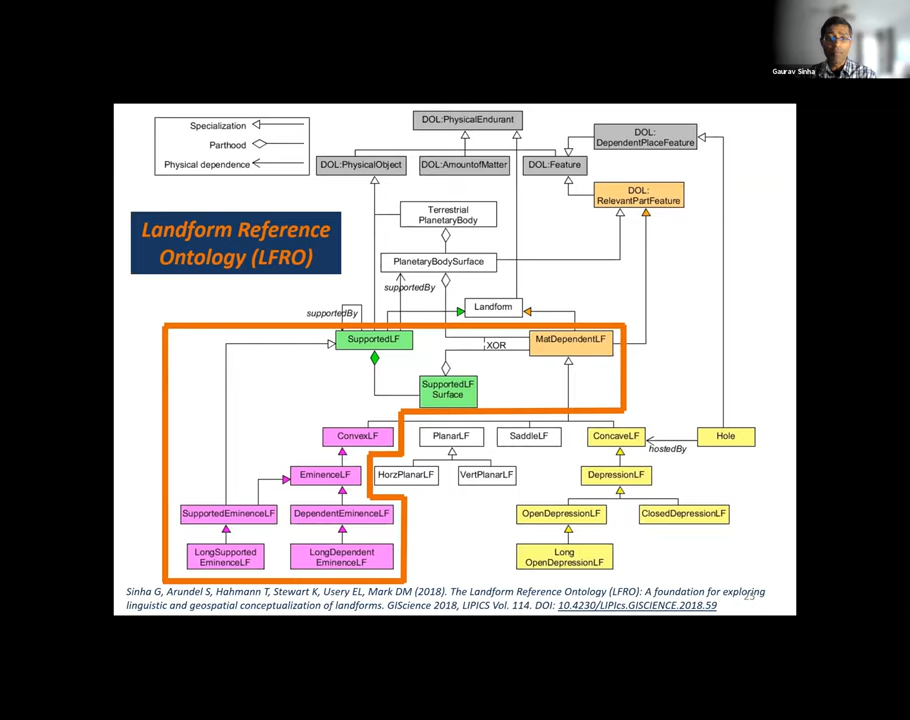 Gaurav Sinha
Specialization
Parthood
Physical dependence
DOL:PhysicalEndurant
DOL:
DependentPlaceFeature
DOL:PhysicalObject
DOL:AmountofMatter
DOL:Feature
DOL:
RelevantPartFeature
Terrestrial
PlanetaryBody
Landform Reference
Ontology (LFRO)
PlanetaryBodySurface
supportedBy
Landform
supportedBy
SupportedLF
XOR
MatDependentLF
SupportedLF
Surface
ConvexLF
PlanarLF
SaddleLF
ConcaveLF
Hole
hostedBy
EminenceLF
HorzPlanarLF
VertPlanarLF
DepressionLF
SupportedEminenceLF
DependentEminenceLF
OpenDepressionLF
ClosedDepressionLF
LongSupported
EminenceLF
LongDependent
EminenceLF
Long
OpenDepressionLF
Sinha G, Arundel S, Hahmann T, Stewart K, Usery EL, Mark DM (2018). The Landform Reference Ontology (LFRO): A foundation for exploring
linguistic and geospatial conceptualization of landforms. GIScience 2018, LIPICS Vol. 114. DOI: 10.4230/LIPIcs.GISCIENCE.2018.59
23